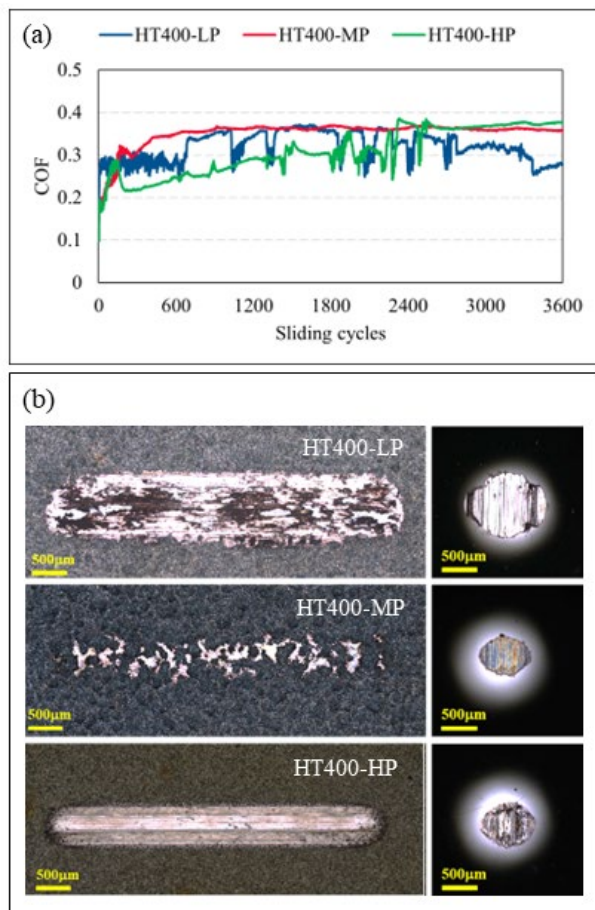 (a)
HT400-LP HT400-MP HT400-HP
0.5
0.4
0.3
0.2
0.1
0
COF
0 600 1200 1800 2400 3000 3600
Sliding cycles
(b)
HT400-LP
500μm 500μm
HT400-MP
500μm 500μm
HT400-HP
500μm 500μm